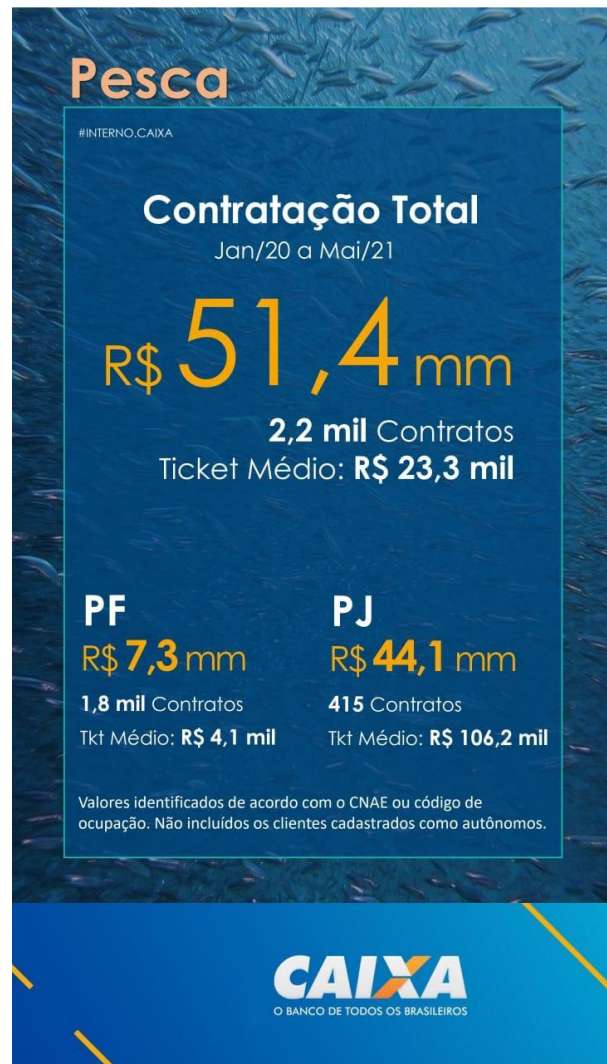 Pesca
#INTERNO.CAIXA
Contratação Total
Jan/20 a Mai/21
R$ 51,4 mm
2,2 mil Contratos
Ticket Médio: R$ 23,3 mil
PF
R$ 7,3 mm
1,8 mil Contratos
Tkt Médio: R$ 4,1 mil
PJ
R$ 44,1 mm
415 Contratos
Tkt Médio: R$ 106,2 mil
Valores identificados de acordo com o CNAE ou código de
ocupação. Não incluídos os clientes cadastrados como autônomos.
CAIXA
O BANCO DE TODOS OS BRASILEIROS